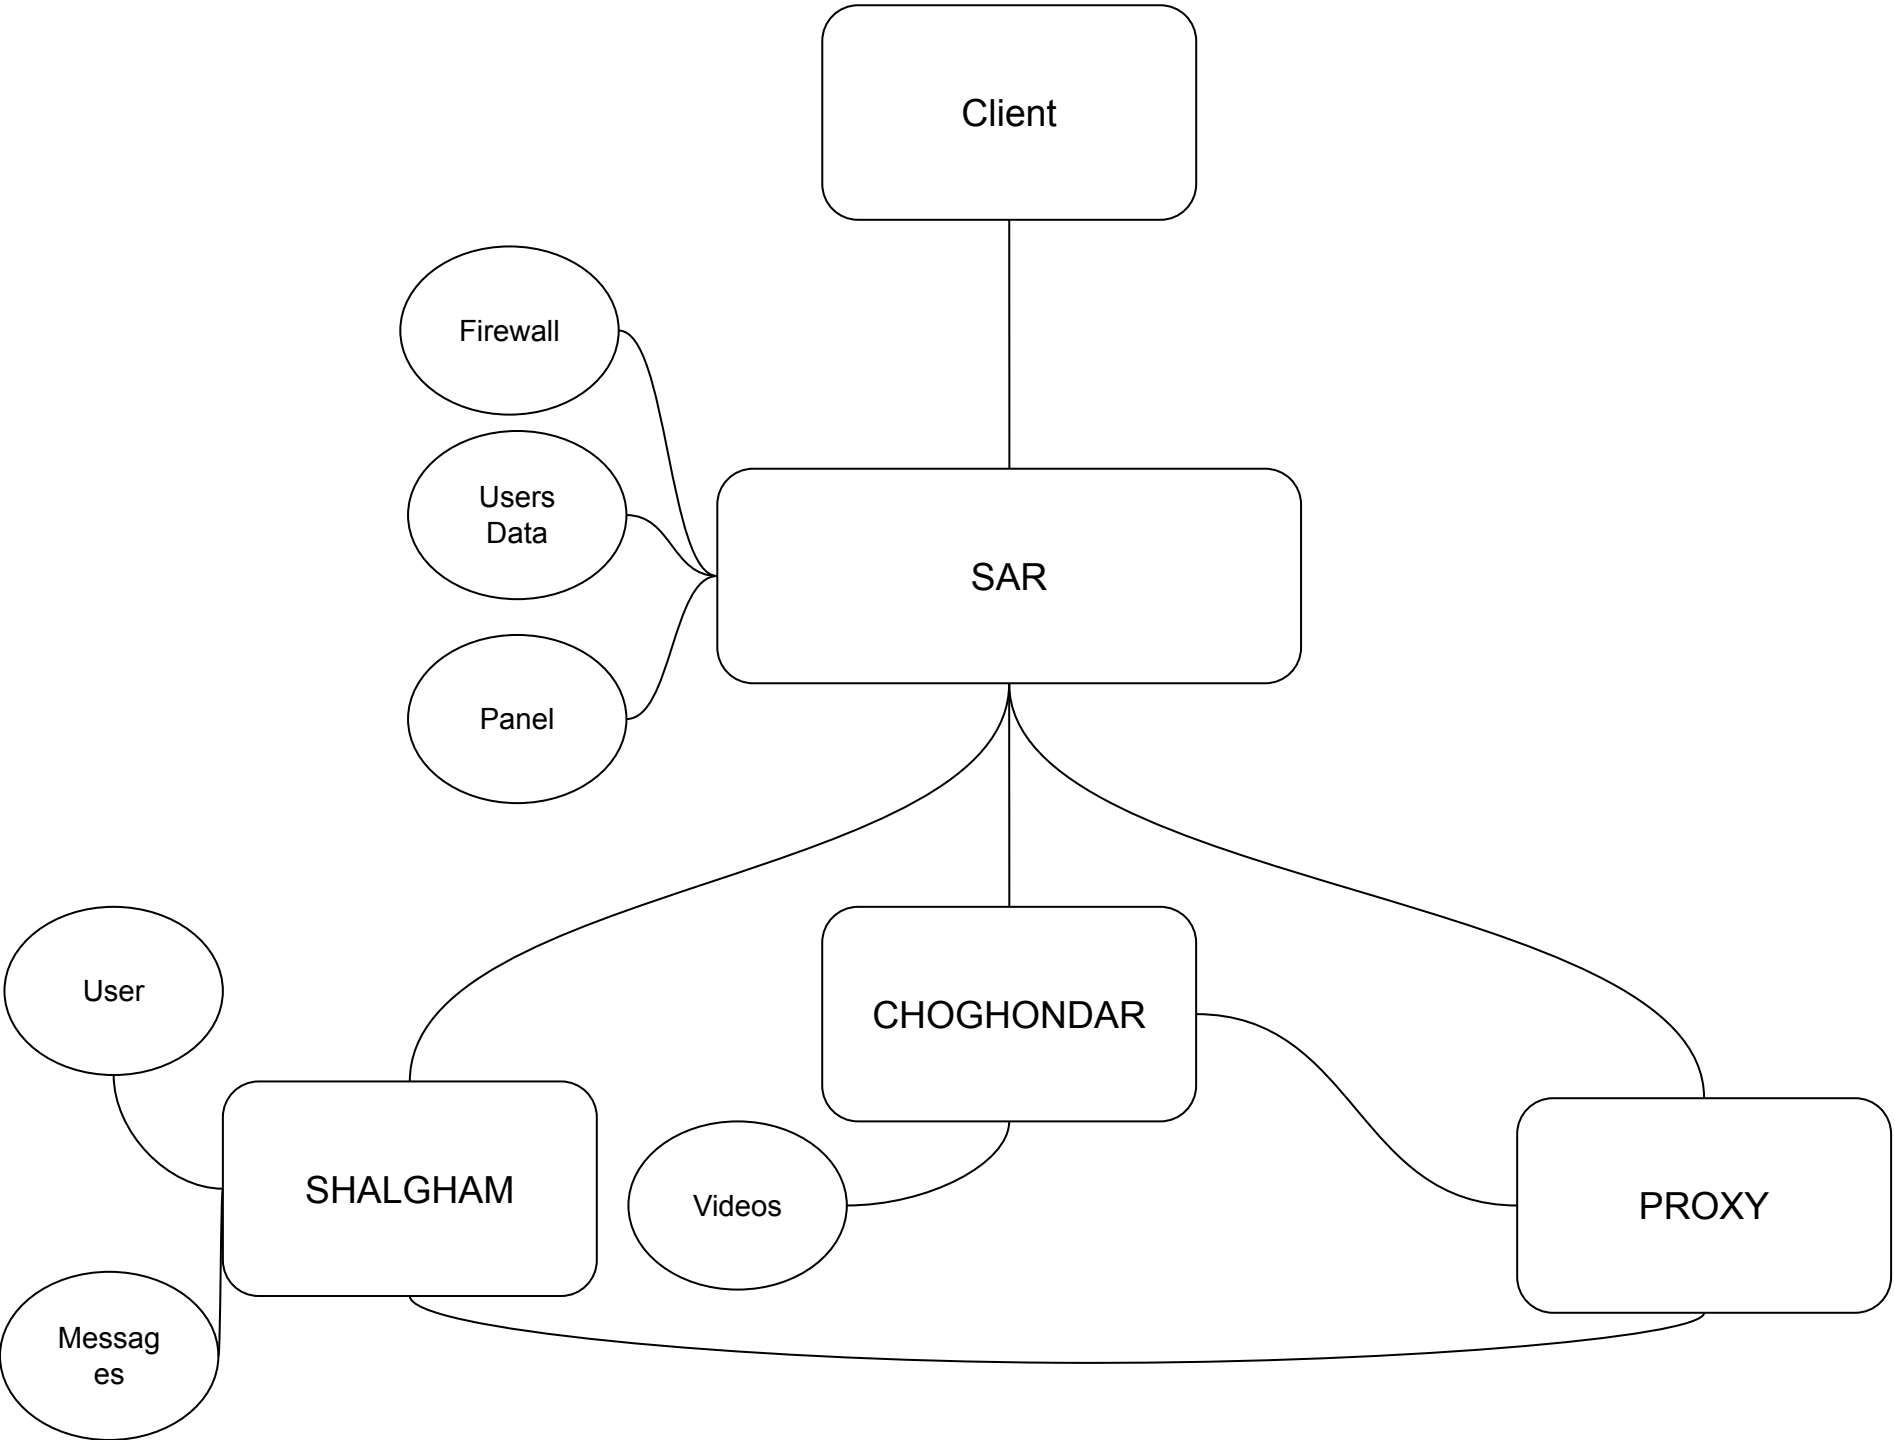 Client
Firewall
Users
Data
SAR
Panel
User
CHOGHONDAR
SHALGHAM
Videos
PROXY
Messag
es